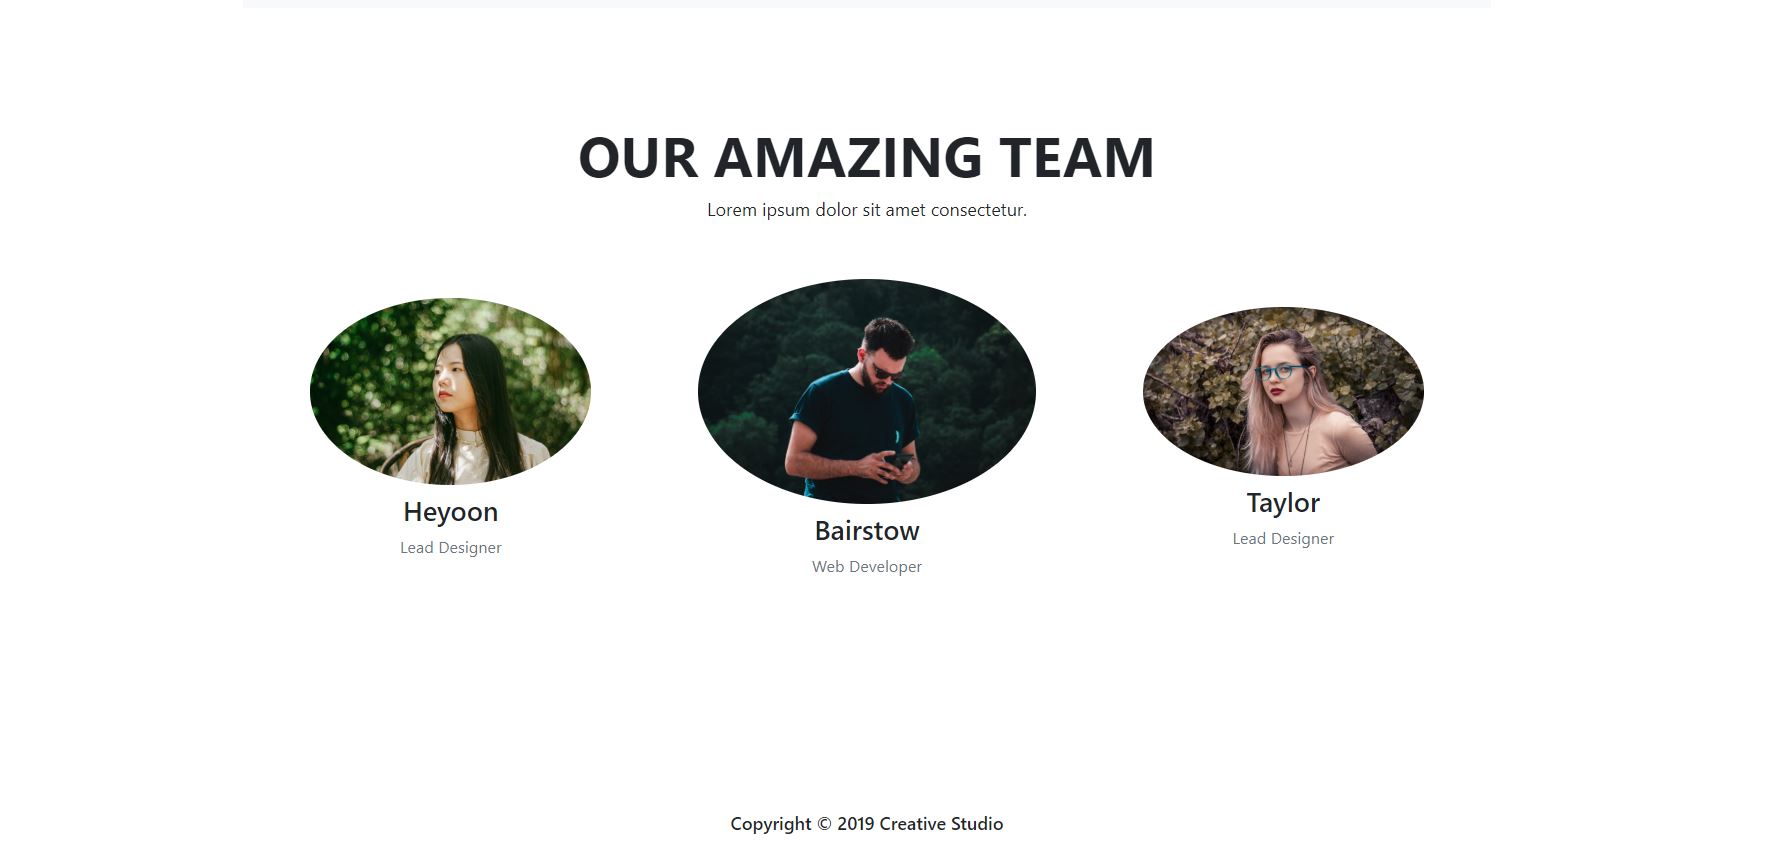 OUR AMAZING TEAM
Lorem ipsum dolor sit amet consectetur.
Heyoon
Lead Designer
Bairstow
Web Developer
Taylor
Lead Designer
Copyright © 2019 Creative Studio